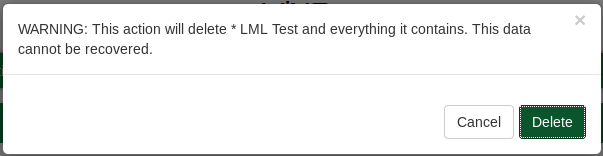 WARNING: This action will delete * LML Test and everything it contains. This data
cannot be recovered.
×
Cancel
Delete